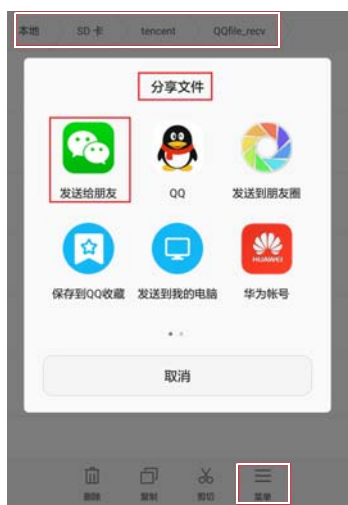 本地 SD 卡 tencent QQfile_recv
分享文件
发送给朋友 QQ 发送到朋友圈
HUAWEI
保存到QQ收藏 发送到我的电脑 华为帐号
取消
删除 复制 剪切 菜单